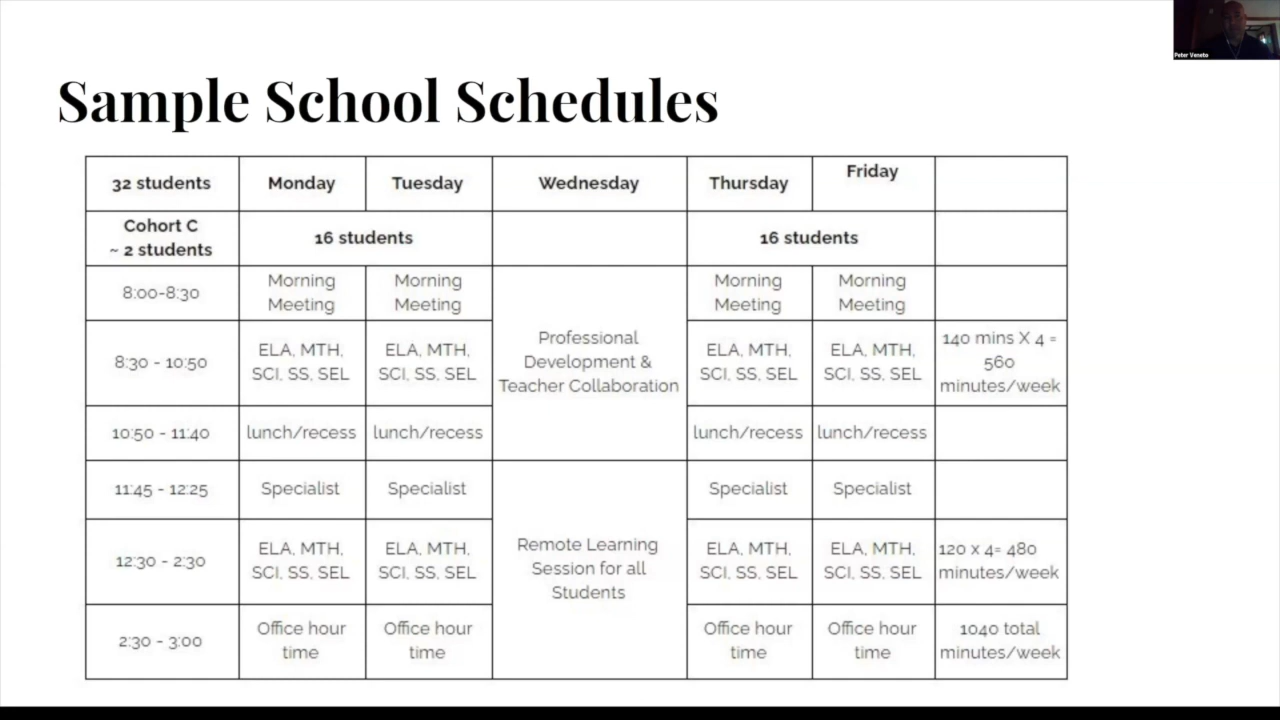 Peter Veneto
Sample School Schedules
32 students Monday Tuesday Wednesday Thursday Friday
Cohort C
~ 2 students
16 students 16 students
8:00-8:30
Morning
Meeting
Morning
Meeting
Professional
Development &
Teacher Collaboration
Morning
Meeting
Morning
Meeting
8:30 - 10:50
ELA, MTH,
SCI, SS, SEL
ELA, MTH,
SCI, SS, SEL
ELA, MTH,
SCI, SS, SEL
ELA, MTH,
SCI, SS, SEL
140 mins X 4 =
560
minutes/week
10:50 - 11:40 lunch/recess lunch/recess lunch/recess lunch/recess
11:45 - 12:25 Specialist Specialist Specialist Specialist
Remote Learning
Session for all
Students
12:30 - 2:30
ELA, MTH,
SCI, SS, SEL
ELA, MTH,
SCI, SS, SEL
ELA, MTH,
SCI, SS, SEL
ELA, MTH,
SCI, SS, SEL
120 x 4= 480
minutes/week
2:30 - 3:00
Office hour
time
Office hour
time
Office hour
time
Office hour
time
1040 total
minutes/week